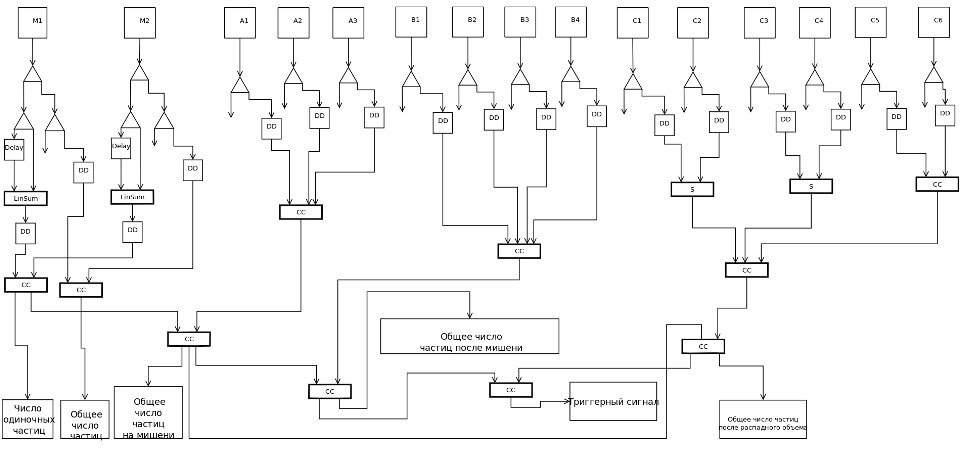 M1
M2
A1
A2
A3
B1
B2
B3
B4
C1
C2
C3
C4
C5
C6
DD
DD
DD
DD
DD
DD
DD
DD
DD
DD
DD
DD
DD
Delay
Delay
DD
DD
LinSum
LinSum
S
S
CC
CC
DD
DD
CC
CC
CC
CC
CC
CC
CC
Общее число
частиц после мишени
CC
CC
Триггерный сигнал
Число
одиночных
частиц
Общее
число
частиц
Общее
число
частиц
на мишени
Общее число частиц
после распадного объема